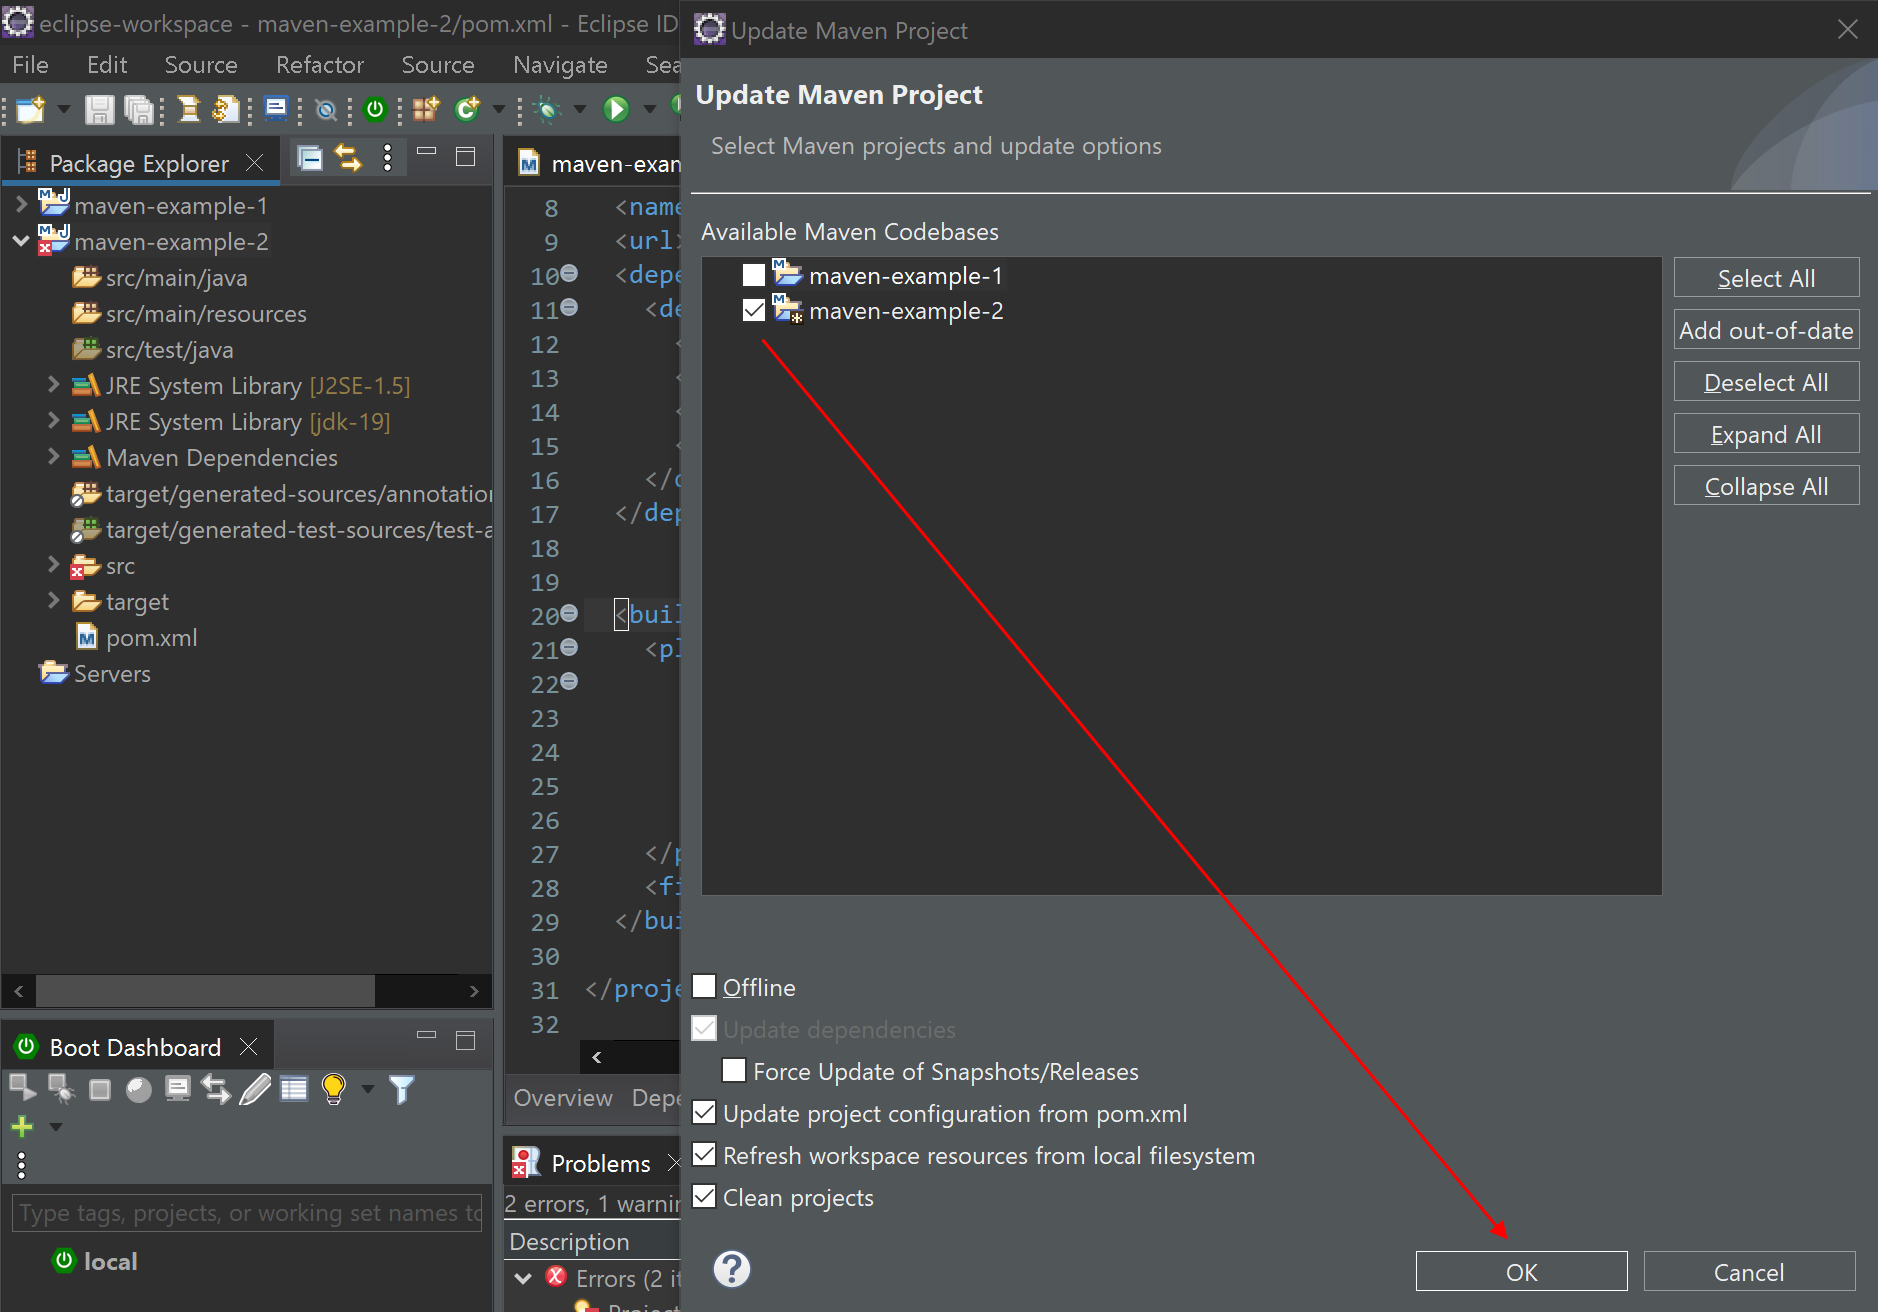 eclipse-workspace - maven-example-2/pom.xml - Eclipse ID
File Edit Source Refactor Source Navigate Sea
Package Explorer
maven-example-1
maven-example-2
src/main/java
src/main/resources
src/test/java
JRE System Library [J2SE-1.5]
JRE System Library [jdk-19]
Maven Dependencies
target/generated-sources/annotation
target/generated-test-sources/test-a
src
target
pom.xml
Servers
Boot Dashboard
Type tags, projects, or working set names to
local
maven-exam
8 <name
9 <url>
10 <depe
11 <de
12 <
13 <
14 <
15 <
16 </d
17 </dep
18
19
20 <buil
21 <pl
22
23
24
25
26
27 </p
28 <fi
29 </bui
30
31 </proje
32
Overview Depe
Problems
2 errors, 1 warnin
Description
Errors (2 it
Project
Update Maven Project
Update Maven Project
Select Maven projects and update options
Available Maven Codebases
maven-example-1
maven-example-2
Select All
Add out-of-date
Deselect All
Expand All
Collapse All
Offline
Update dependencies
Force Update of Snapshots/Releases
Update project configuration from pom.xml
Refresh workspace resources from local filesystem
Clean projects
OK Cancel